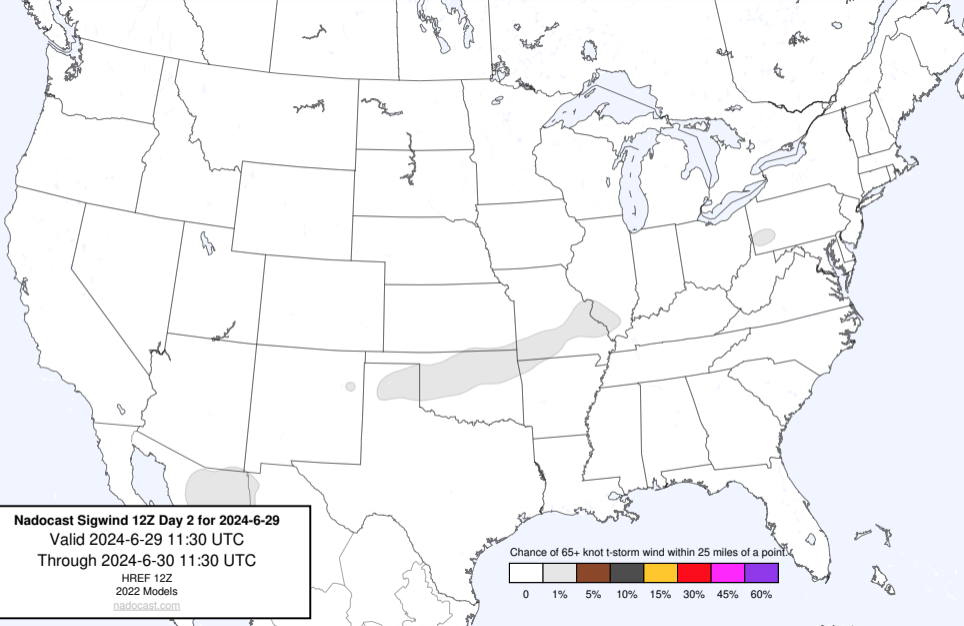 Nadocast Sigwind 12Z Day 2 for 2024-6-29
Valid 2024-6-29 11:30 UTC
Through 2024-6-30 11:30 UTC
HREF 12Z
2022 Models
nadocast.com
Chance of 65+ knot t-storm wind within 25 miles of a point.
0 1% 5% 10% 15% 30% 45% 60%